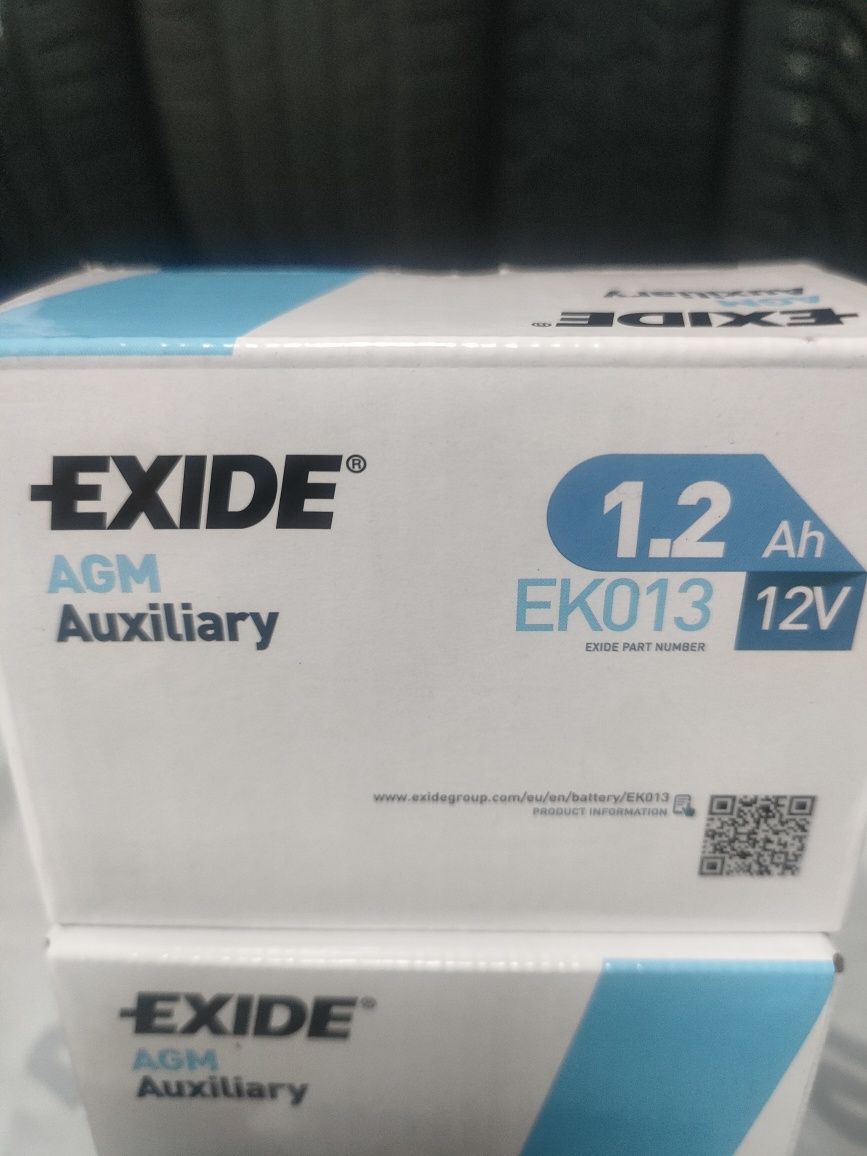 AGM
Auxiliary
EXIDE®
EXIDE®
AGM
Auxiliary
1.2 Ah
EK013 12V
EXIDE PART NUMBER
www.exidegroup.com/eu/en/battery/EK013
PRODUCT INFORMATION
EXIDE®
AGM
Auxiliary